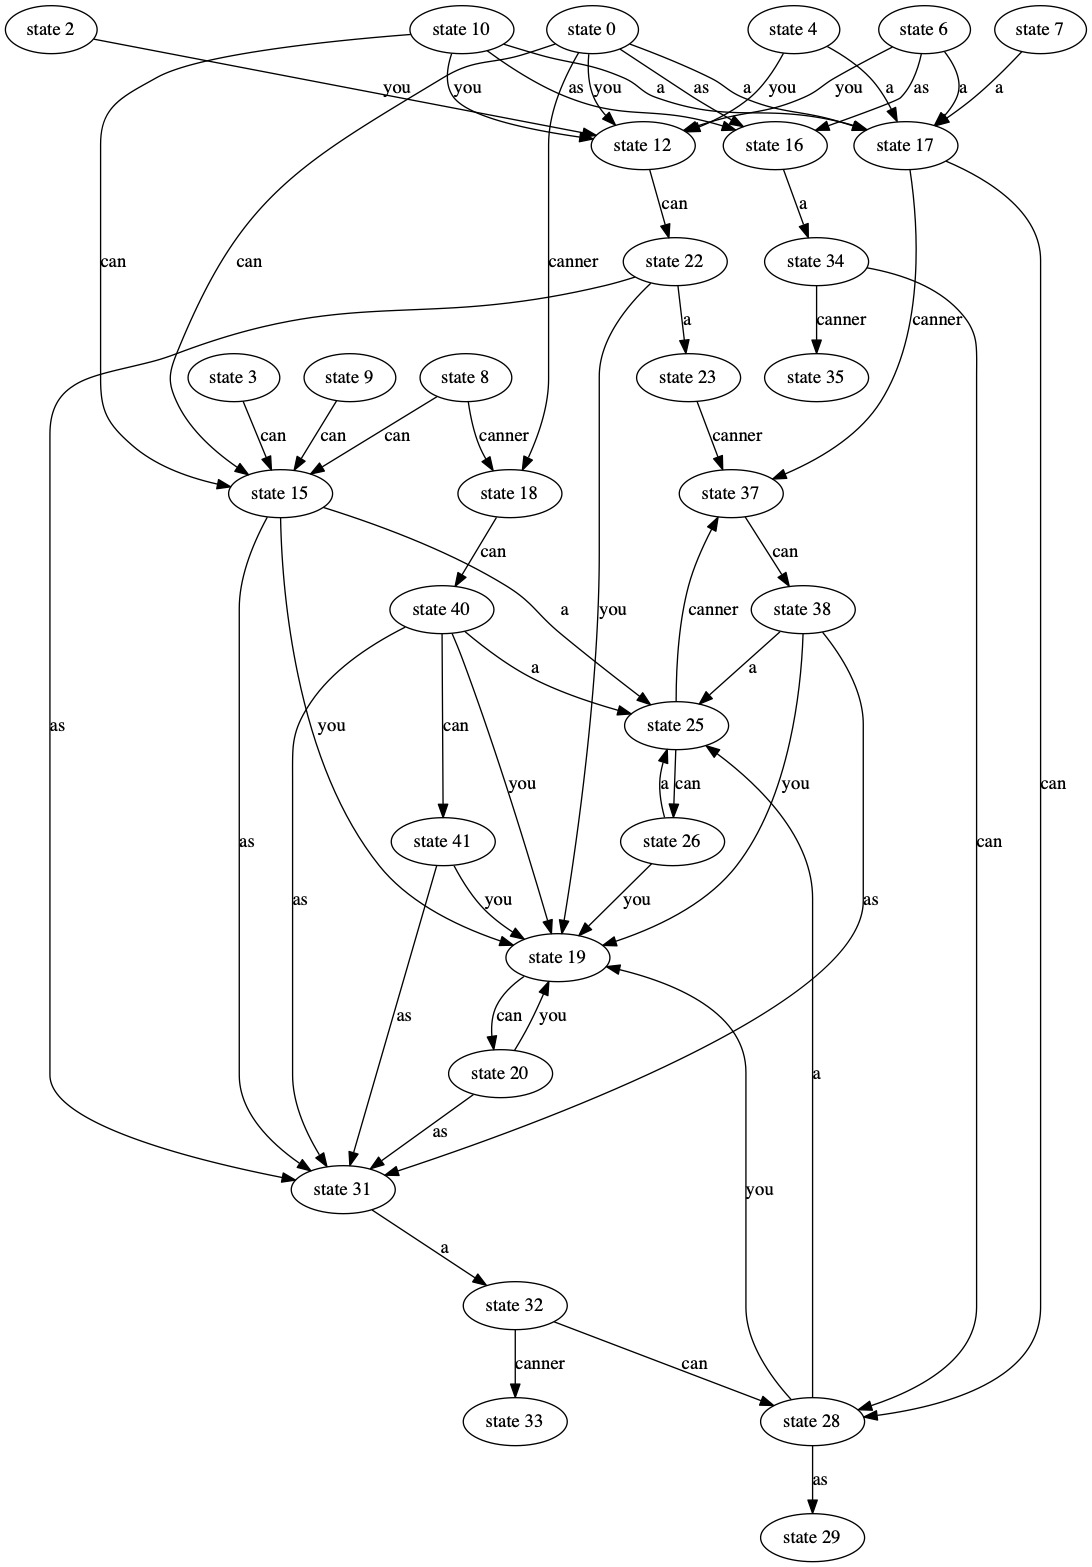 state 2
state 10
state 0
state 4
state 6
state 7
you
you
you
as
a
as
a
you
you
a
as
a
a
state 12
state 16
state 17
can
a
can
can
canner
state 22
state 34
a
canner
canner
state 3
state 9
state 8
state 23
state 35
can
can
can
canner
canner
state 15
state 18
state 37
can
can
state 40
a
you
canner
state 38
a
a
as
you
can
state 25
you
a
can
you
can
as
state 41
state 26
can
as
you
you
as
state 19
as
can
you
state 20
a
as
state 31
you
a
state 32
canner
can
state 33
state 28
as
state 29